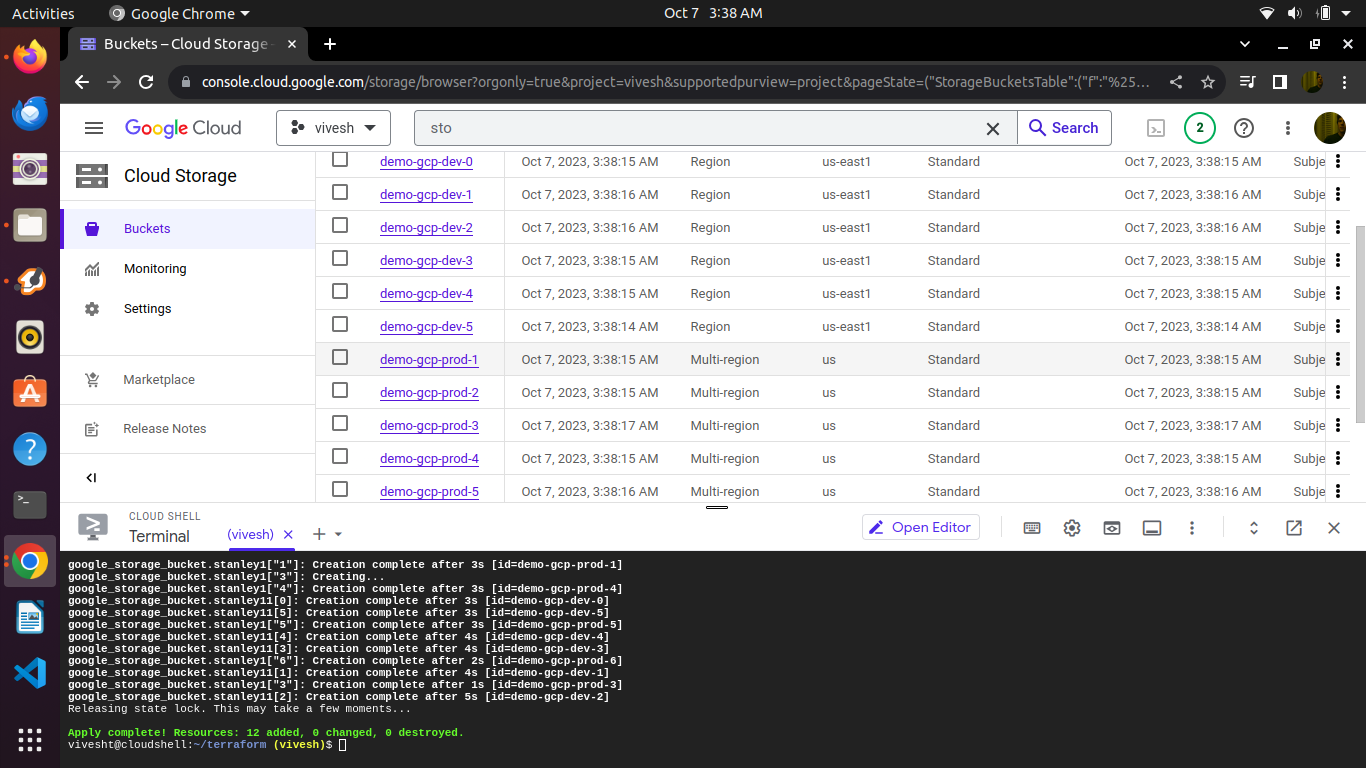 Activities Google Chrome Oct 7 3:38 AM
Buckets – Cloud Storage -
console.cloud.google.com/storage/browser?orgonly=true&project=vivesh&supportedpurview=project&pageState=("StorageBucketsTable":("f":"%25...
Google Cloud vivesh sto Search 2
Cloud Storage
Buckets
Monitoring
Settings
Marketplace
Release Notes
demo-gcp-dev-0 Oct 7, 2023, 3:38:15 AM Region us-east1 Standard Oct 7, 2023, 3:38:15 AM Subje
demo-gcp-dev-1 Oct 7, 2023, 3:38:16 AM Region us-east1 Standard Oct 7, 2023, 3:38:16 AM Subje
demo-gcp-dev-2 Oct 7, 2023, 3:38:16 AM Region us-east1 Standard Oct 7, 2023, 3:38:16 AM Subje
demo-gcp-dev-3 Oct 7, 2023, 3:38:15 AM Region us-east1 Standard Oct 7, 2023, 3:38:15 AM Subje
demo-gcp-dev-4 Oct 7, 2023, 3:38:15 AM Region us-east1 Standard Oct 7, 2023, 3:38:15 AM Subje
demo-gcp-dev-5 Oct 7, 2023, 3:38:14 AM Region us-east1 Standard Oct 7, 2023, 3:38:14 AM Subje
demo-gcp-prod-1 Oct 7, 2023, 3:38:15 AM Multi-region us Standard Oct 7, 2023, 3:38:15 AM Subje
demo-gcp-prod-2 Oct 7, 2023, 3:38:15 AM Multi-region us Standard Oct 7, 2023, 3:38:15 AM Subje
demo-gcp-prod-3 Oct 7, 2023, 3:38:17 AM Multi-region us Standard Oct 7, 2023, 3:38:17 AM Subje
demo-gcp-prod-4 Oct 7, 2023, 3:38:15 AM Multi-region us Standard Oct 7, 2023, 3:38:15 AM Subje
demo-gcp-prod-5 Oct 7, 2023, 3:38:16 AM Multi-region us Standard Oct 7, 2023, 3:38:16 AM Subje
CLOUD SHELL
Terminal (vivesh) Open Editor
google_storage_bucket.stanley1["1"]: Creation complete after 3s [id=demo-gcp-prod-1]
google_storage_bucket.stanley1["3"]: Creating...
google_storage_bucket.stanley1["4"]: Creation complete after 3s [id=demo-gcp-prod-4]
google_storage_bucket.stanley11[0]: Creation complete after 3s [id=demo-gcp-dev-0]
google_storage_bucket.stanley11[5]: Creation complete after 3s [id=demo-gcp-dev-5]
google_storage_bucket.stanley1["5"]: Creation complete after 3s [id=demo-gcp-prod-5]
google_storage_bucket.stanley11[4]: Creation complete after 4s [id=demo-gcp-dev-4]
google_storage_bucket.stanley11[3]: Creation complete after 4s [id=demo-gcp-dev-3]
google_storage_bucket.stanley1["6"]: Creation complete after 2s [id=demo-gcp-prod-6]
google_storage_bucket.stanley11[1]: Creation complete after 4s [id=demo-gcp-dev-1]
google_storage_bucket.stanley1["3"]: Creation complete after 1s [id=demo-gcp-prod-3]
google_storage_bucket.stanley11[2]: Creation complete after 5s [id=demo-gcp-dev-2]
Releasing state lock. This may take a few moments...
Apply complete! Resources: 12 added, 0 changed, 0 destroyed.
vivesht@cloudshell:~/terraform (vivesh)$